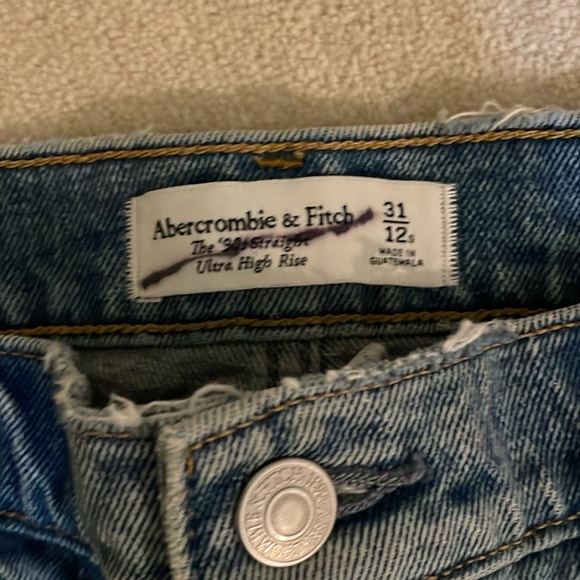 Abercrombie & Fitch
The '90s Straight
Ultra High Rise
31
12s
MADE IN
GUATEMALA